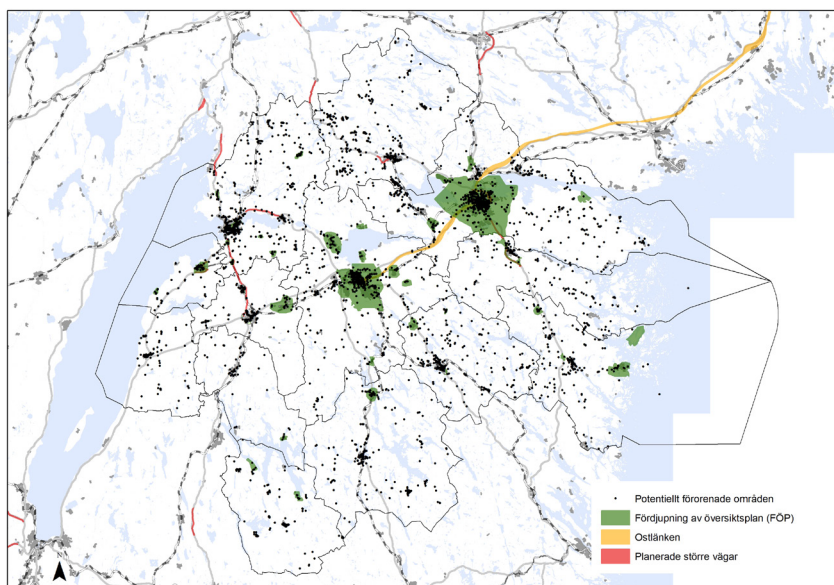 Potentiellt förorenade områden
Fördjupning av översiktsplan (FÖP)
Ostlänken
Planerade större vägar